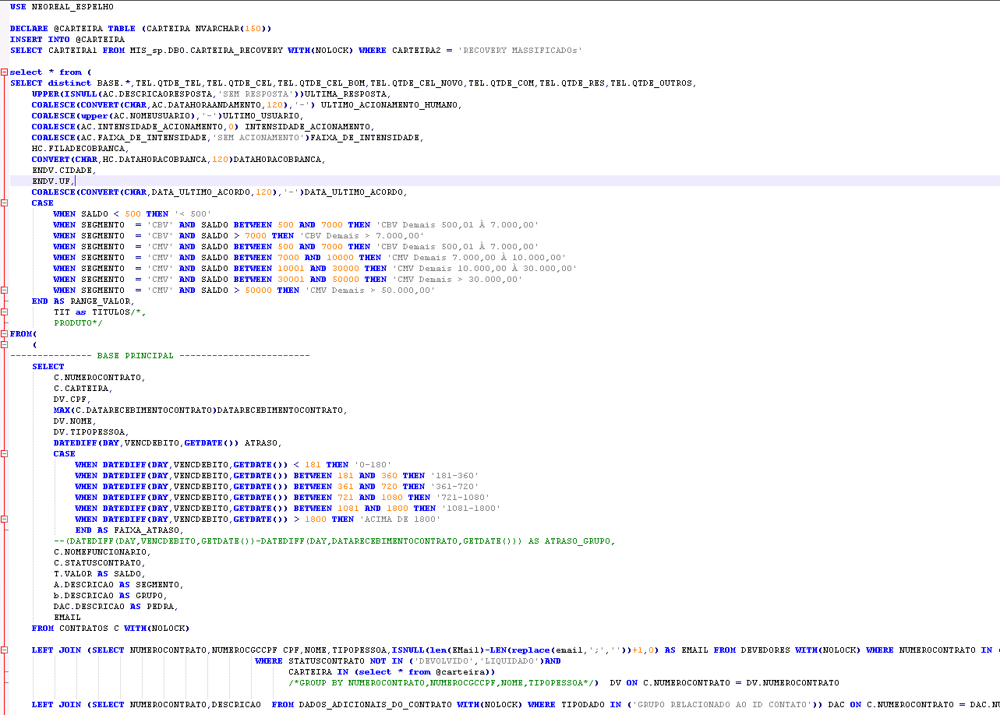 USE NEOREAL_ESPELHO
DECLARE @CARTEIRA TABLE (CARTEIRA NVARCHAR(150))
INSERT INTO @CARTEIRA
SELECT CARTEIRA1 FROM MIS_sp.DBO.CARTEIRA_RECOVERY WITH(NOLOCK) WHERE CARTEIRA2 = 'RECOVERY MASSIFICADOs'
select * from (
SELECT distinct BASE.*,TEL.QTDE_TEL,TEL.QTDE_CEL,TEL.QTDE_CEL_BOM,TEL.QTDE_CEL_NOVO,TEL.QTDE_COM,TEL.QTDE_RES,TEL.QTDE_OUTROS,
UPPER(ISNULL(AC.DESCRICAORESPOSTA,'SEM RESPOSTA'))ULTIMA_RESPOSTA,
COALESCE(CONVERT(CHAR,AC.DATAHORAANDAMENTO,120),'-') ULTIMO_ACIONAMENTO_HUMANO,
COALESCE(upper(AC.NOMEUSUARIO),'-')ULTIMO_USUARIO,
COALESCE(AC.INTENSIDADE_ACIONAMENTO,0) INTENSIDADE_ACIONAMENTO,
COALESCE(AC.FAIXA_DE_INTENSIDADE,'SEM ACIONAMENTO')FAIXA_DE_INTENSIDADE,
HC.FILADECOBRANCA,
CONVERT(CHAR,HC.DATAHORACOBRANCA,120)DATAHORACOBRANCA,
ENDV.CIDADE,
ENDV.UF,
COALESCE(CONVERT(CHAR,DATA_ULTIMO_ACORDO,120),'-')DATA_ULTIMO_ACORDO,
CASE
WHEN SALDO < 500 THEN '< 500'
WHEN SEGMENTO = 'CBV' AND SALDO BETWEEN 500 AND 7000 THEN 'CBV Demais 500,01 À 7.000,00'
WHEN SEGMENTO = 'CBV' AND SALDO > 7000 THEN 'CBV Demais > 7.000,00'
WHEN SEGMENTO = 'CMV' AND SALDO BETWEEN 500 AND 7000 THEN 'CBV Demais 500,01 À 7.000,00'
WHEN SEGMENTO = 'CMV' AND SALDO BETWEEN 7000 AND 10000 THEN 'CMV Demais 7.000,00 À 10.000,00'
WHEN SEGMENTO = 'CMV' AND SALDO BETWEEN 10001 AND 30000 THEN 'CMV Demais 10.000,00 À 30.000,00'
WHEN SEGMENTO = 'CMV' AND SALDO BETWEEN 30001 AND 50000 THEN 'CMV Demais > 30.000,00'
WHEN SEGMENTO = 'CMV' AND SALDO > 50000 THEN 'CMV Demais > 50.000,00'
END AS RANGE_VALOR,
TIT as TITULOS/*,
PRODUTO*/
FROM(
(
--------------- BASE PRINCIPAL ------------------------
SELECT
C.NUMEROCONTRATO,
C.CARTEIRA,
DV.CPF,
MAX(C.DATARECEBIMENTOCONTRATO)DATARECEBIMENTOCONTRATO,
DV.NOME,
DV.TIPOPESSOA,
DATEDIFF(DAY,VENCDEBITO,GETDATE()) ATRASO,
CASE
WHEN DATEDIFF(DAY,VENCDEBITO,GETDATE()) < 181 THEN '0-180'
WHEN DATEDIFF(DAY,VENCDEBITO,GETDATE()) BETWEEN 181 AND 360 THEN '181-360'
WHEN DATEDIFF(DAY,VENCDEBITO,GETDATE()) BETWEEN 361 AND 720 THEN '361-720'
WHEN DATEDIFF(DAY,VENCDEBITO,GETDATE()) BETWEEN 721 AND 1080 THEN '721-1080'
WHEN DATEDIFF(DAY,VENCDEBITO,GETDATE()) BETWEEN 1081 AND 1800 THEN '1081-1800'
WHEN DATEDIFF(DAY,VENCDEBITO,GETDATE()) > 1800 THEN 'ACIMA DE 1800'
END AS FAIXA_ATRASO,
--(DATEDIFF(DAY,VENCDEBITO,GETDATE())-DATEDIFF(DAY,DATARECEBIMENTOCONTRATO,GETDATE())) AS ATRASO_GRUPO,
C.NOMEFUNCIONARIO,
C.STATUSCONTRATO,
T.VALOR AS SALDO,
A.DESCRICAO AS SEGMENTO,
b.DESCRICAO AS GRUPO,
DAC.DESCRICAO AS PEDRA,
EMAIL
FROM CONTRATOS C WITH(NOLOCK)
LEFT JOIN (SELECT NUMEROCONTRATO,NUMEROCGCCPF CPF,NOME,TIPOPESSOA,ISNULL(len(EMail)-LEN(replace(email,';',''))+1,0) AS EMAIL FROM DEVEDORES WITH(NOLOCK) WHERE NUMEROCONTRATO IN (
WHERE STATUSCONTRATO NOT IN ('DEVOLVIDO','LIQUIDADO')AND
CARTEIRA IN (select * from @carteira))
/*GROUP BY NUMEROCONTRATO,NUMEROCGCCPF,NOME,TIPOPESSOA*/) DV ON C.NUMEROCONTRATO = DV.NUMEROCONTRATO
LEFT JOIN (SELECT NUMEROCONTRATO,DESCRICAO FROM DADOS_ADICIONAIS_DO_CONTRATO WITH(NOLOCK) WHERE TIPODADO IN ('GRUPO RELACIONADO AO ID CONTATO')) DAC ON C.NUMEROCONTRATO = DAC.NU